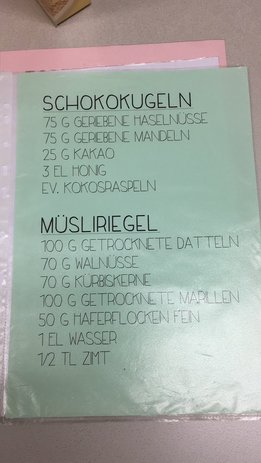 SCHOKOKUGELN
75 G GERIEBENE HASELNÜSSE
75 G GERIEBENE MANDELN
25 G KAKAO
3 EL HONIG
EV. KOKOSRASPELN
MÜSLIRIEGEL
100 G GETROCKNETE DATTELN
70 G WALNÜSSE
70 G KÜRBISKERNE
100 G GETROCKNETE MARILLEN
50 G HAFERFLOCKEN FEIN
1 EL WASSER
1/2 TL ZIMT